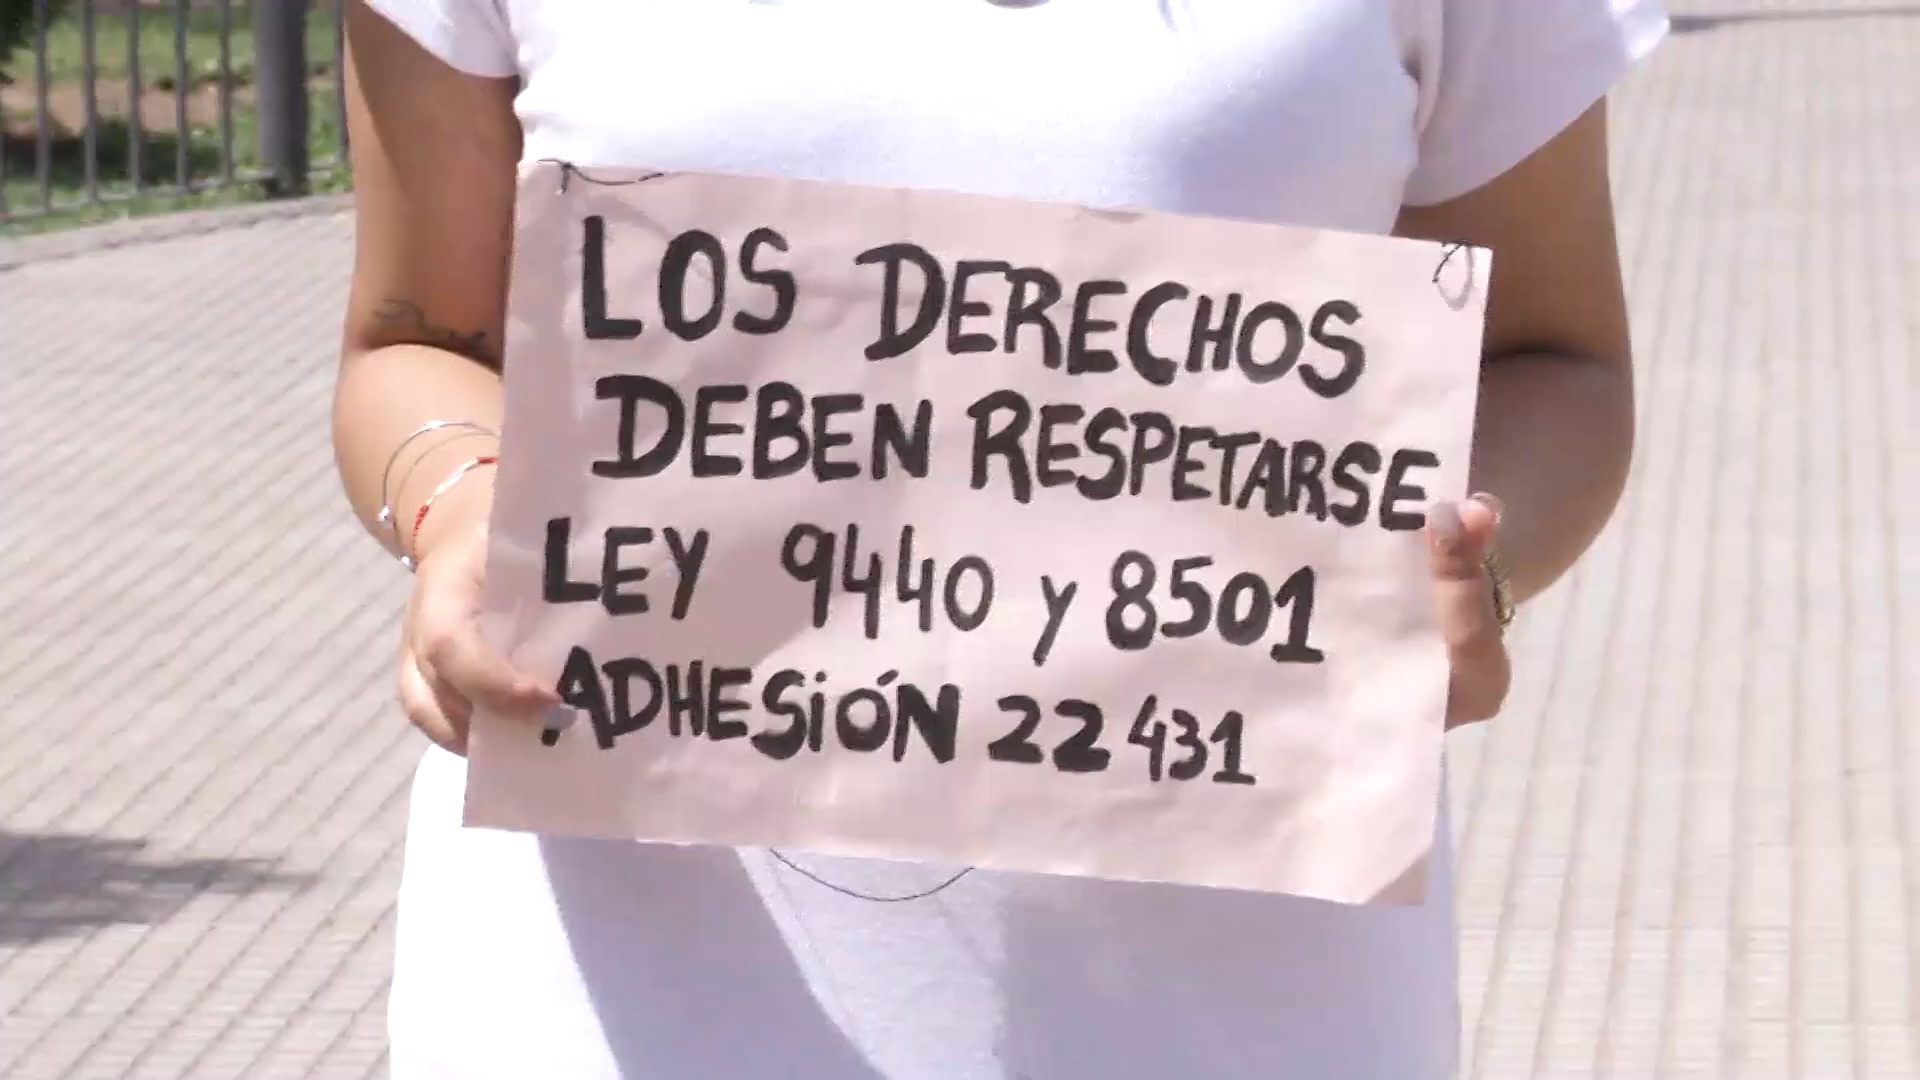 LOS DERECHOS
DEBEN RESPETARSE
LEY 9440 y 8501
ADHESiÓN 22431